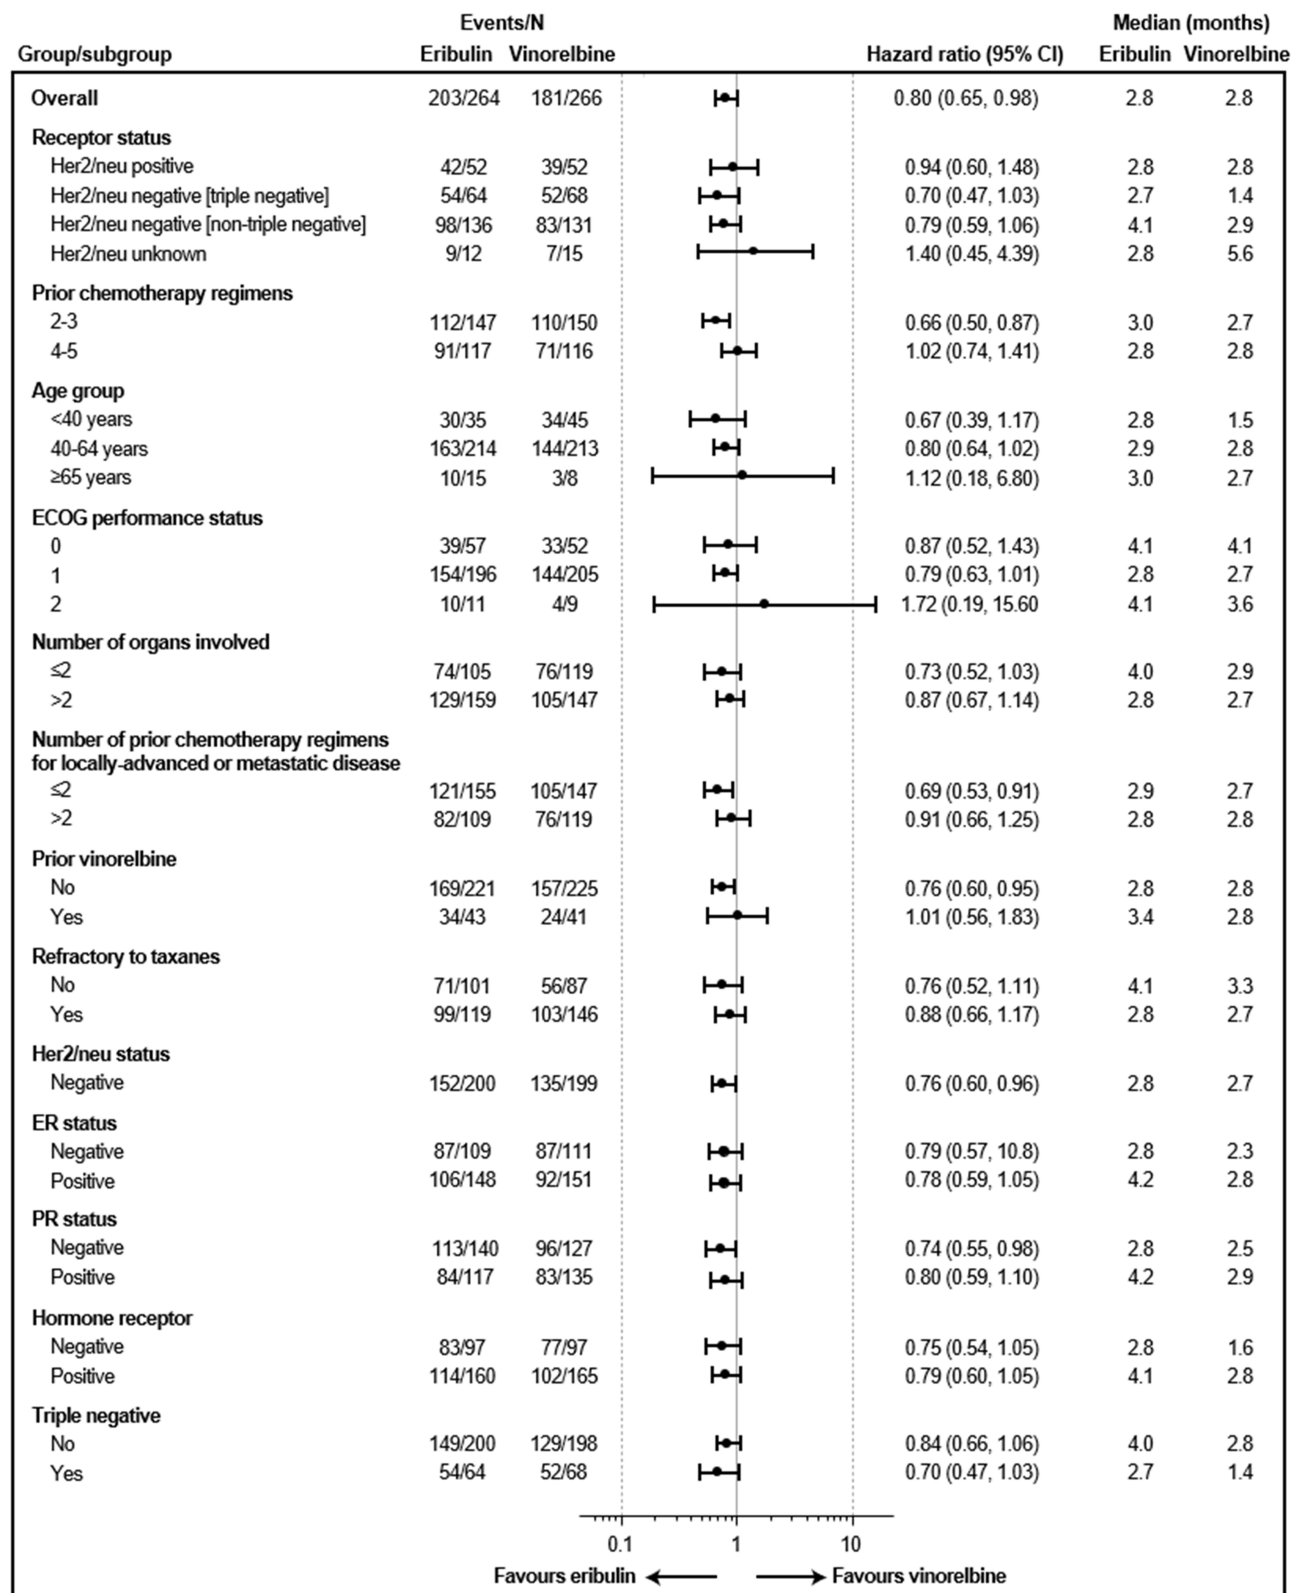 Events/N Median (months)
Group/subgroup Eribulin Vinorelbine Hazard ratio (95% CI) Eribulin Vinorelbine
Overall 203/264 181/266 0.80 (0.65, 0.98) 2.8 2.8
Receptor status
Her2/neu positive 42/52 39/52 0.94 (0.60, 1.48) 2.8 2.8
Her2/neu negative [triple negative] 54/64 52/68 0.70 (0.47, 1.03) 2.7 1.4
Her2/neu negative [non-triple negative] 98/136 83/131 0.79 (0.59, 1.06) 4.1 2.9
Her2/neu unknown 9/12 7/15 1.40 (0.45, 4.39) 2.8 5.6
Prior chemotherapy regimens
2-3 112/147 110/150 0.66 (0.50, 0.87) 3.0 2.7
4-5 91/117 71/116 1.02 (0.74, 1.41) 2.8 2.8
Age group
<40 years 30/35 34/45 0.67 (0.39, 1.17) 2.8 1.5
40-64 years 163/214 144/213 0.80 (0.64, 1.02) 2.9 2.8
≥65 years 10/15 3/8 1.12 (0.18, 6.80) 3.0 2.7
ECOG performance status
0 39/57 33/52 0.87 (0.52, 1.43) 4.1 4.1
1 154/196 144/205 0.79 (0.63, 1.01) 2.8 2.7
2 10/11 4/9 1.72 (0.19, 15.60 4.1 3.6
Number of organs involved
≤2 74/105 76/119 0.73 (0.52, 1.03) 4.0 2.9
>2 129/159 105/147 0.87 (0.67, 1.14) 2.8 2.7
Number of prior chemotherapy regimens
for locally-advanced or metastatic disease
≤2 121/155 105/147 0.69 (0.53, 0.91) 2.9 2.7
>2 82/109 76/119 0.91 (0.66, 1.25) 2.8 2.8
Prior vinorelbine
No 169/221 157/225 0.76 (0.60, 0.95) 2.8 2.8
Yes 34/43 24/41 1.01 (0.56, 1.83) 3.4 2.8
Refractory to taxanes
No 71/101 56/87 0.76 (0.52, 1.11) 4.1 3.3
Yes 99/119 103/146 0.88 (0.66, 1.17) 2.8 2.7
Her2/neu status
Negative 152/200 135/199 0.76 (0.60, 0.96) 2.8 2.7
ER status
Negative 87/109 87/111 0.79 (0.57, 10.8) 2.8 2.3
Positive 106/148 92/151 0.78 (0.59, 1.05) 4.2 2.8
PR status
Negative 113/140 96/127 0.74 (0.55, 0.98) 2.8 2.5
Positive 84/117 83/135 0.80 (0.59, 1.10) 4.2 2.9
Hormone receptor
Negative 83/97 77/97 0.75 (0.54, 1.05) 2.8 1.6
Positive 114/160 102/165 0.79 (0.60, 1.05) 4.1 2.8
Triple negative
No 149/200 129/198 0.84 (0.66, 1.06) 4.0 2.8
Yes 54/64 52/68 0.70 (0.47, 1.03) 2.7 1.4
0.1 1 10
Favours eribulin Favours vinorelbine